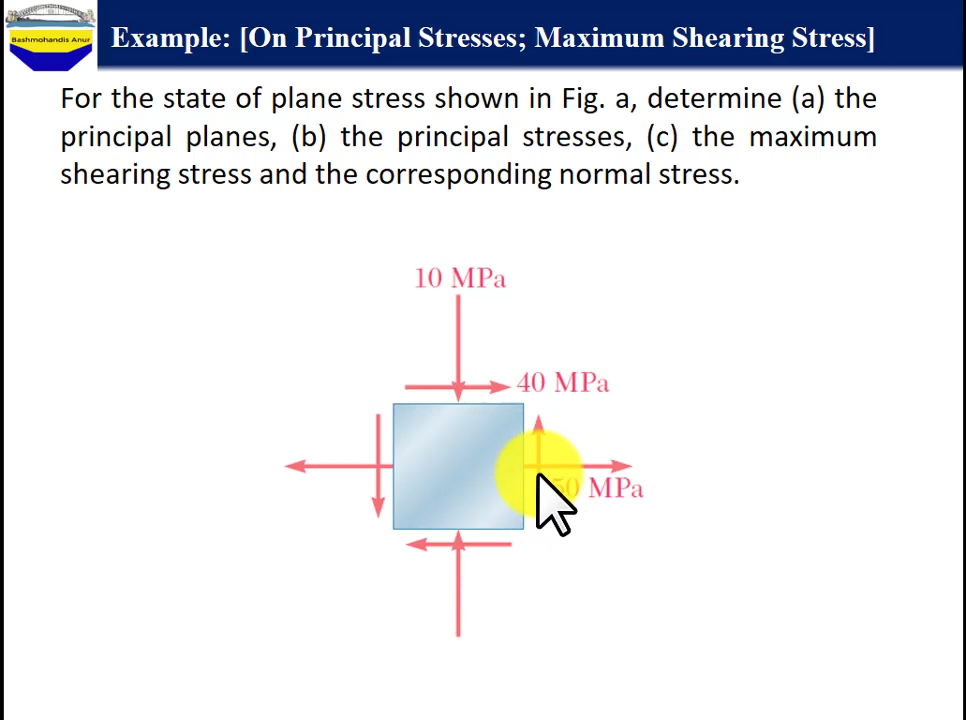 Bashmohandis Anur
Example: [On Principal Stresses; Maximum Shearing Stress]
For the state of plane stress shown in Fig. a, determine (a) the
principal planes, (b) the principal stresses, (c) the maximum
shearing stress and the corresponding normal stress.
10 MPa
40 MPa
50 MPa